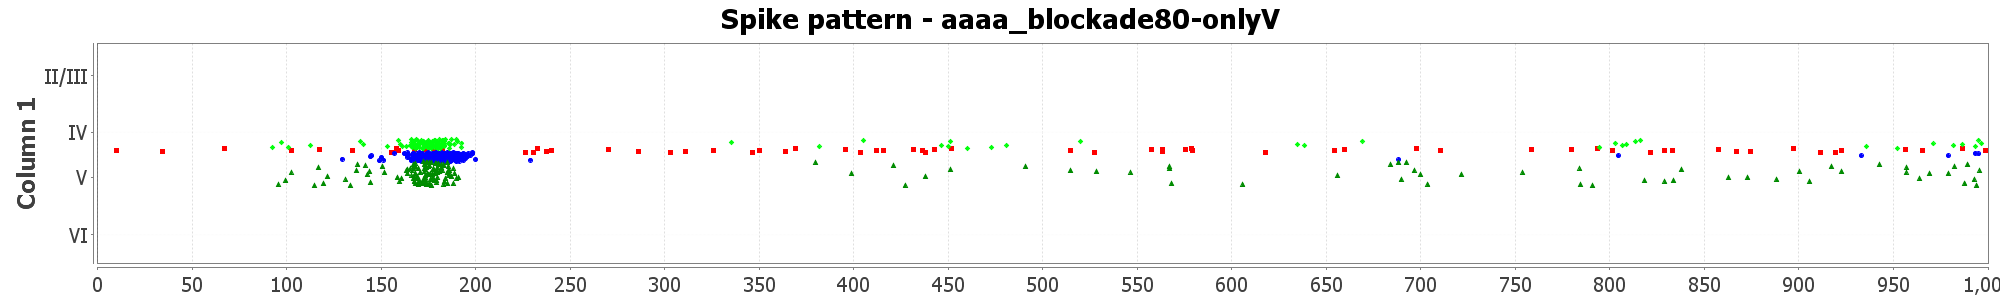 Spike pattern - aaaa_blockade80-onlyV
Column 1
II/III
IV
V
VI
0 50 100 150 200 250 300 350 400 450 500 550 600 650 700 750 800 850 900 950 1,00